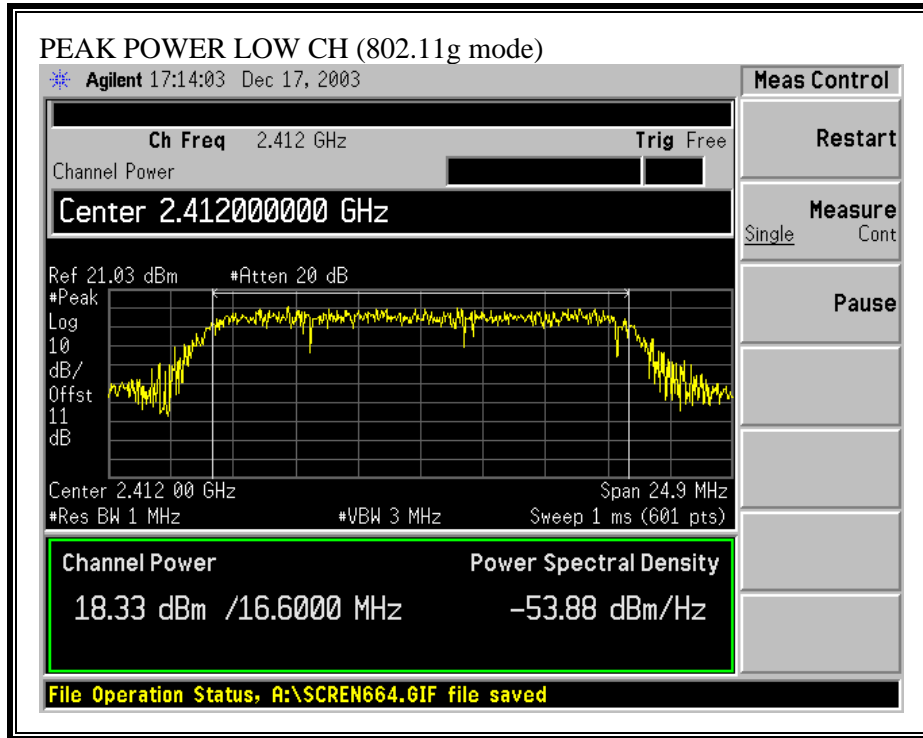 PEAK POWER LOW CH (802.11g mode)
Agilent 17:14:03 Dec 17, 2003
Meas Control
Ch Freq 2.412 GHz Trig Free
Channel Power
Restart
Center 2.412000000 GHz
Measure
Single Cont
Ref 21.03 dBm #Atten 20 dB
Pause
#Peak
Log
10
dB/
Offst
11
dB
Center 2.412 00 GHz Span 24.9 MHz
#Res BW 1 MHz #VBW 3 MHz Sweep 1 ms (601 pts)
Channel Power Power Spectral Density
18.33 dBm /16.6000 MHz -53.88 dBm/Hz
File Operation Status, A:\SCREN664.GIF file saved